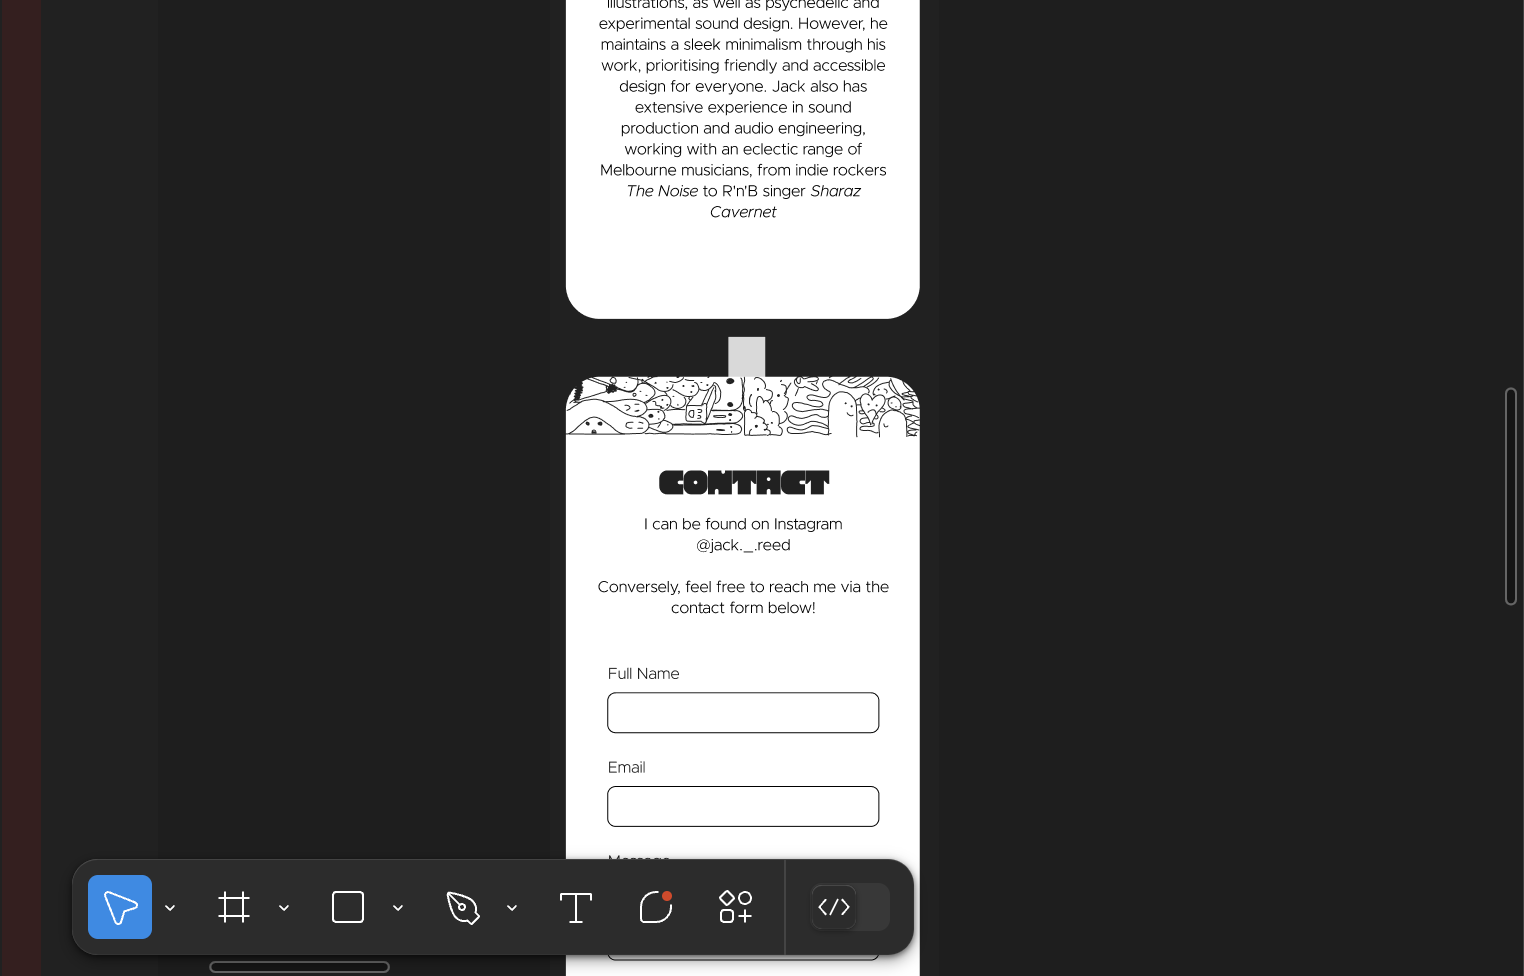 illustrations, as well as psychedelic and
experimental sound design. However, he
maintains a sleek minimalism through his
work, prioritising friendly and accessible
design for everyone. Jack also has
extensive experience in sound
production and audio engineering,
working with an eclectic range of
Melbourne musicians, from indie rockers
The Noise to R'n'B singer Sharaz
Cavernet
CONTACT
I can be found on Instagram
@jack._.reed
Conversely, feel free to reach me via the
contact form below!
Full Name
Email
Message